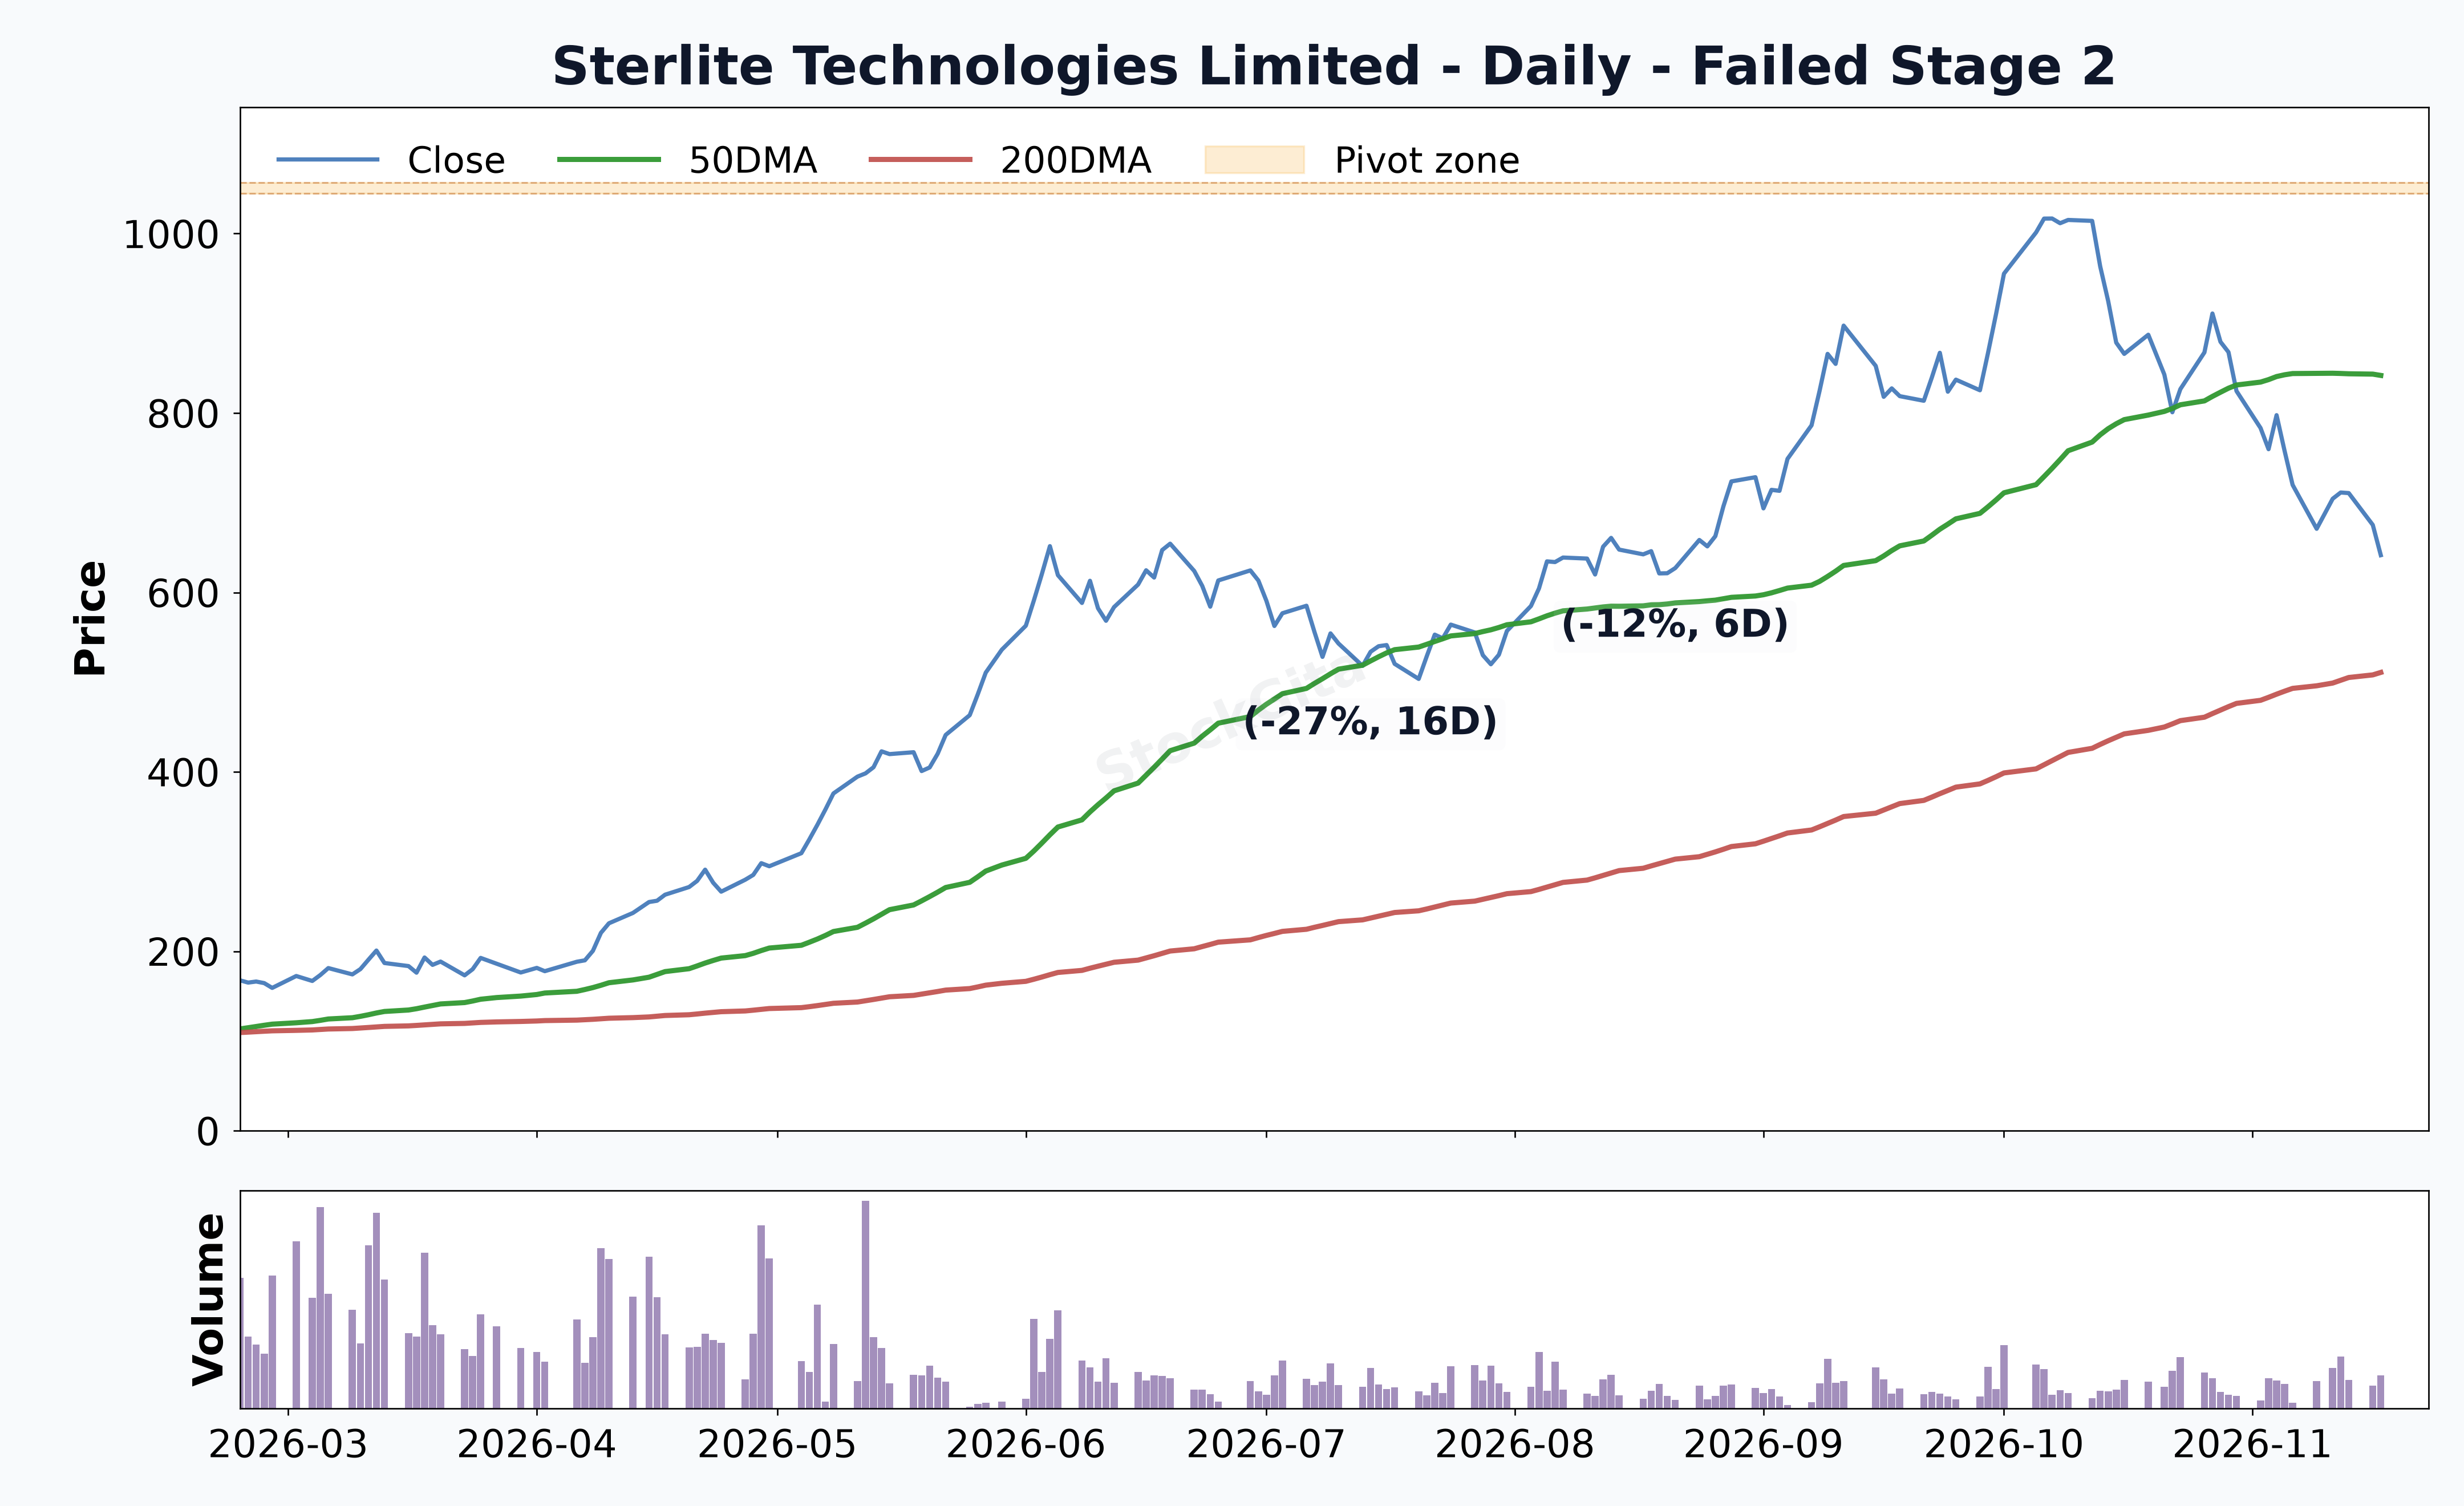 Sterlite Technologies Limited - Daily - Failed Stage 2
Close 50DMA 200DMA Pivot zone
Price
1000
800
600
400
200
0
(-12%, 6D)
(-27%, 16D)
StockGita
Volume
2026-03 2026-04 2026-05 2026-06 2026-07 2026-08 2026-09 2026-10 2026-11